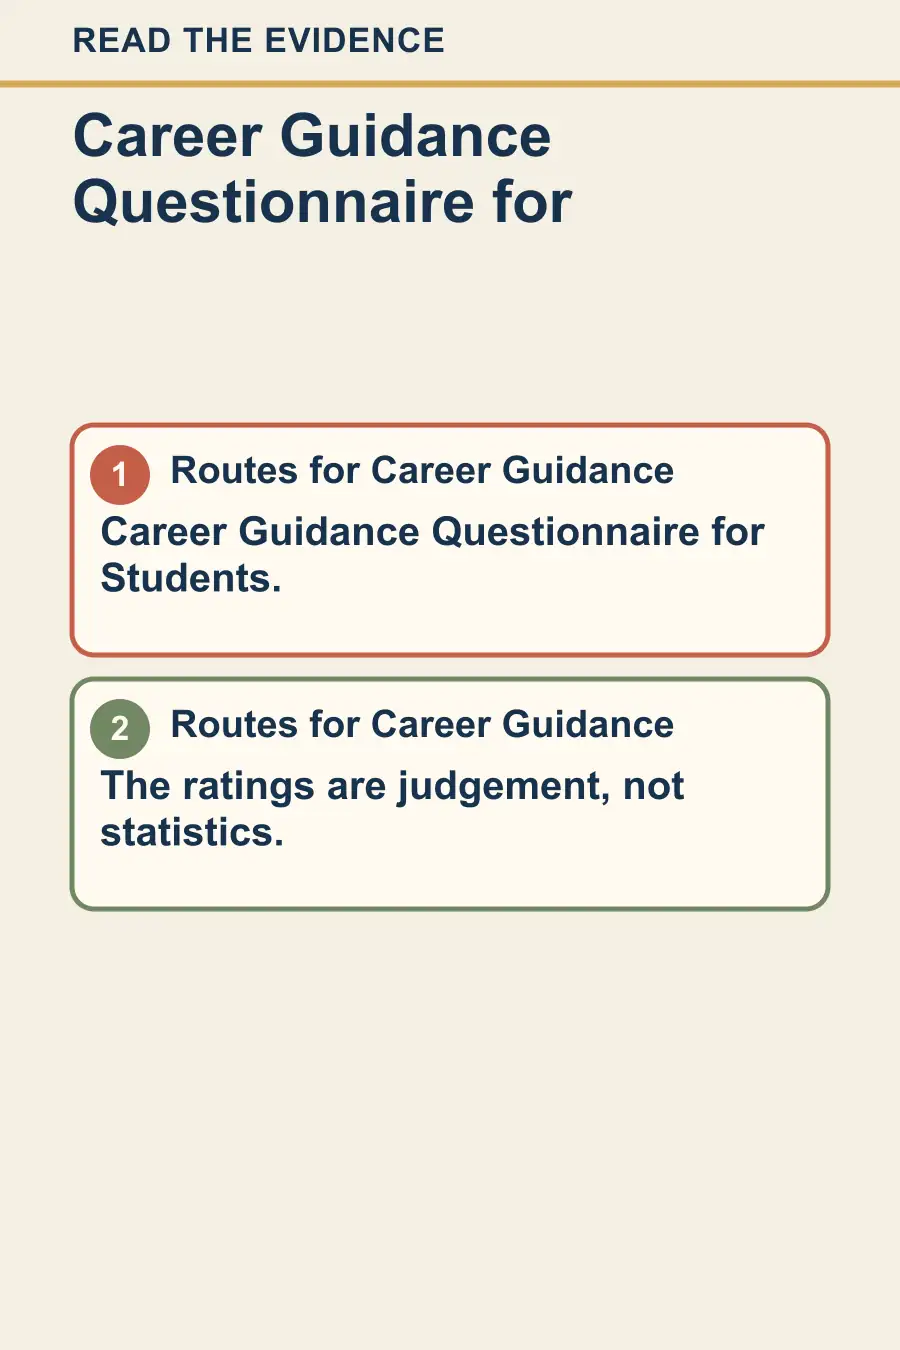 READ THE EVIDENCE
Career Guidance
Questionnaire for
1 Routes for Career Guidance
Career Guidance Questionnaire for
Students.
2 Routes for Career Guidance
The ratings are judgement, not
statistics.